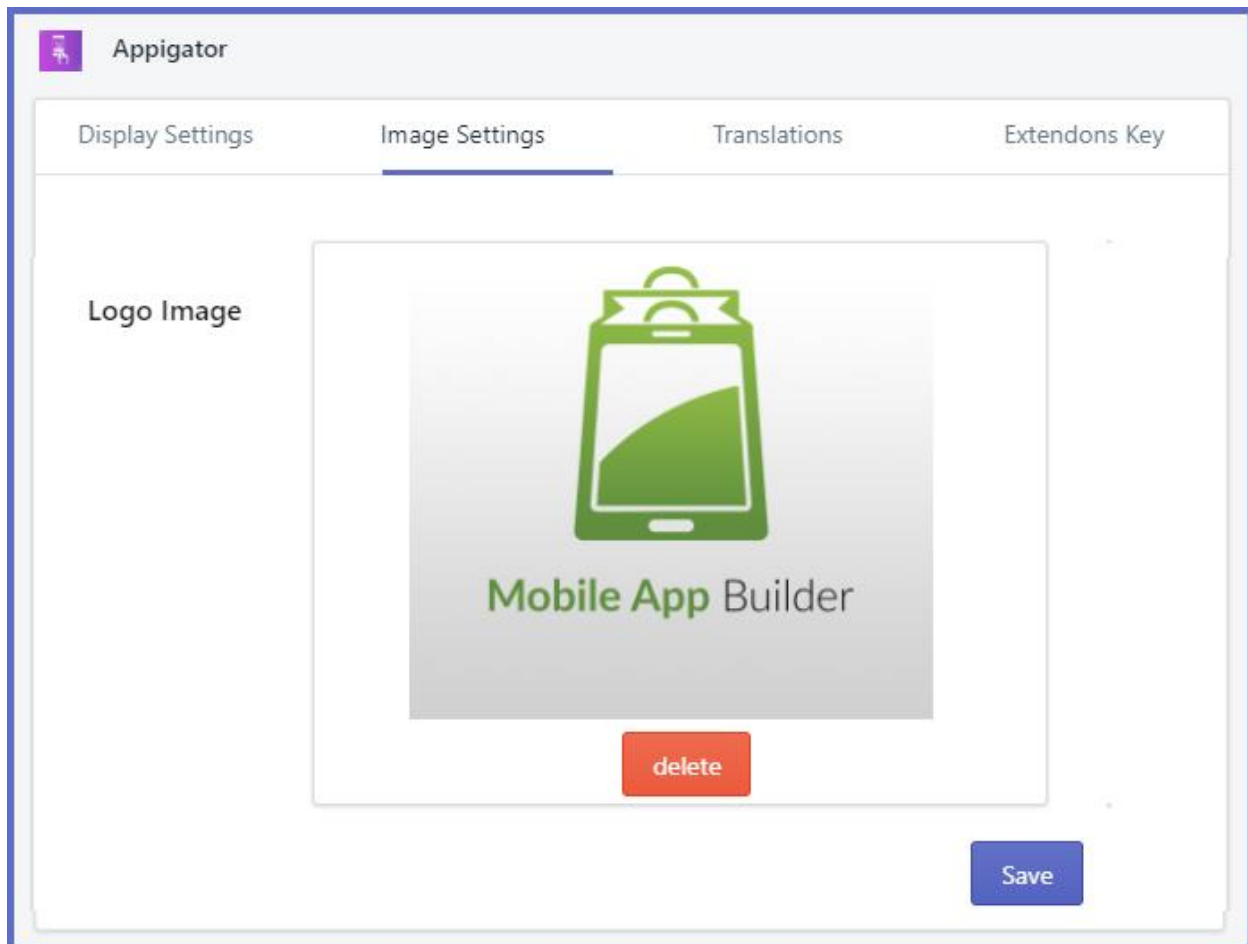 Appigator
Display Settings Image Settings Translations Extendons Key
Logo Image
Mobile App Builder
delete
Save